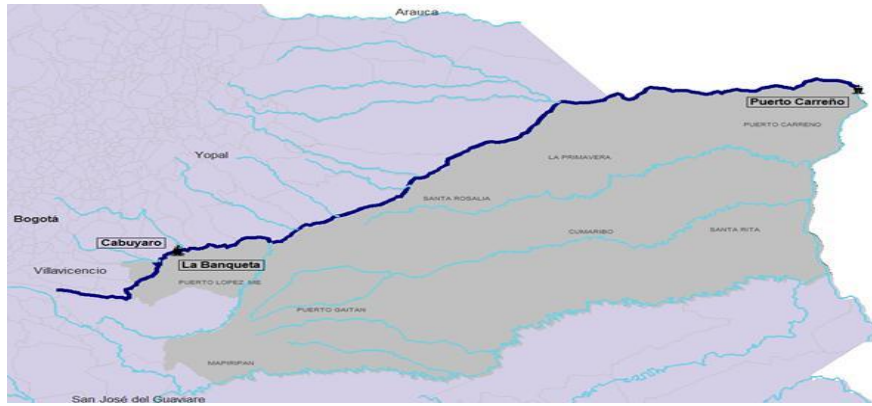 Arauca
Puerto Carreño
PUERTO CARREÑO
Yopal
LA PRIMAVERA
SANTA ROSALIA
Bogotá
CUMARIBO
SANTA RITA
Cabuyaro
La Banqueta
Villavicencio
PUERTO LOPEZ ME
PUERTO GAITAN
MAPIRIPAN
San José del Guaviare